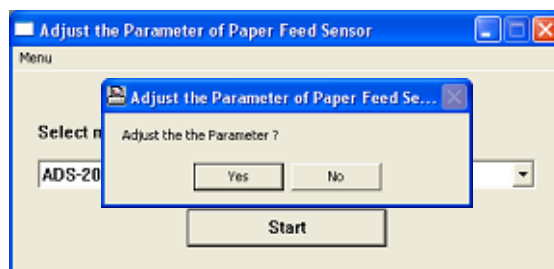 Adjust the Parameter of Paper Feed Sensor
Menu
Adjust the Parameter of Paper Feed Se...
Select
Adjust the the Parameter ?
ADS-20
Yes
No
Start